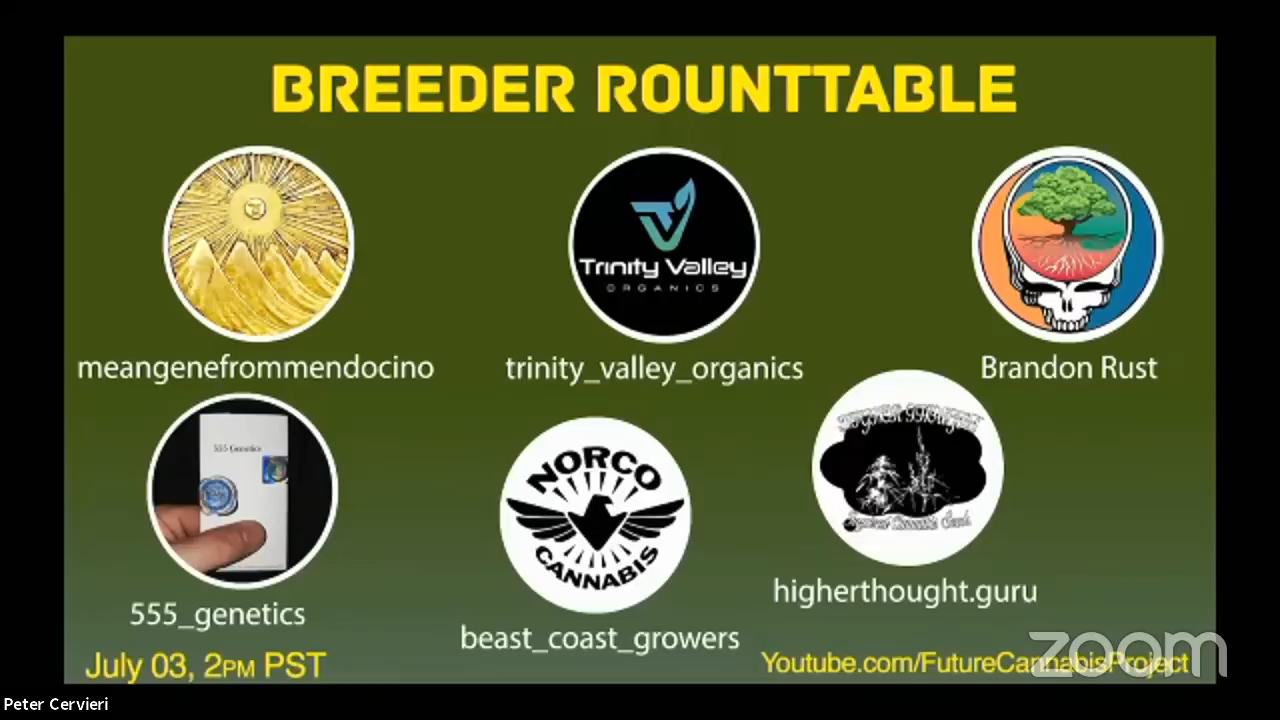 BREEDER ROUNTTABLE
Trinity Valley
ORGANICS
meangenefrommendocino
trinity_valley_organics
Brandon Rust
555 Genetics
NORCO
CANNABIS
555_genetics
beast_coast_growers
higherthought.guru
July 03, 2PM PST
Youtube.com/FutureCannabisProject
zoom
Peter Cervieri